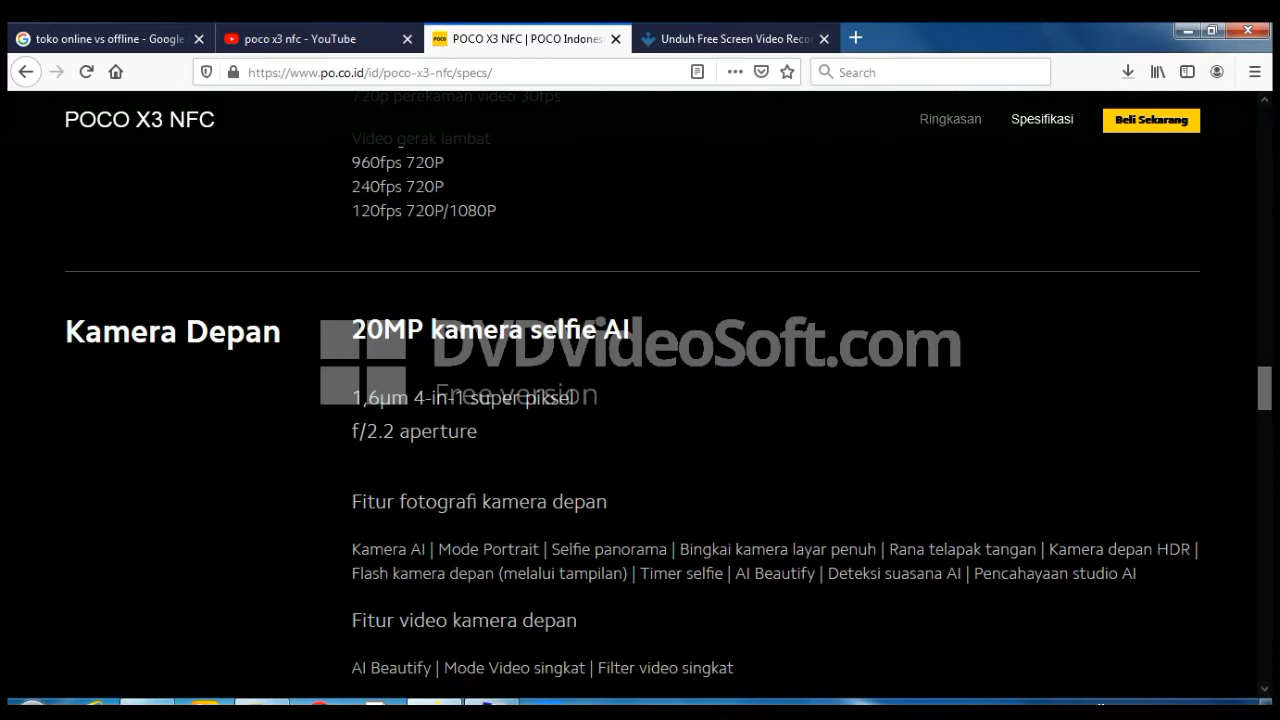 toko online vs offline - Google
poco x3 nfc - YouTube
POCO X3 NFC | POCO Indones
Unduh Free Screen Video Reco
https://www.po.co.id/id/poco-x3-nfc/specs/
Search
720p perekaman video 30fps
POCO X3 NFC
Ringkasan
Spesifikasi
Beli Sekarang
Video gerak lambat
960fps 720P
240fps 720P
120fps 720P/1080P
Kamera Depan
20MP kamera selfie AI
DVDVideoSoft.com
Free version
1,6μm 4-in-1 super piksel
f/2.2 aperture
Fitur fotografi kamera depan
Kamera AI | Mode Portrait | Selfie panorama | Bingkai kamera layar penuh | Rana telapak tangan | Kamera depan HDR |
Flash kamera depan (melalui tampilan) | Timer selfie | AI Beautify | Deteksi suasana AI | Pencahayaan studio AI
Fitur video kamera depan
AI Beautify | Mode Video singkat | Filter video singkat